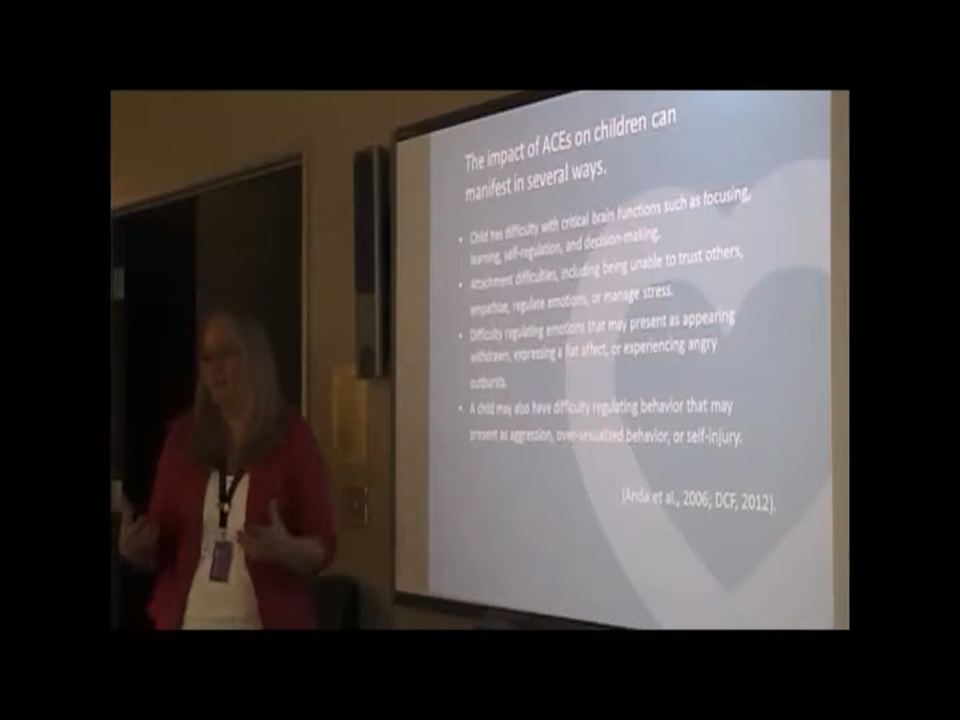 The impact of ACEs on children can
manifest in several ways.
• Child has difficulty with critical brain functions such as focusing,
learning, self-regulation, and decision-making.
• Attachment difficulties, including being unable to trust others,
empathize, regulate emotions, or manage stress.
• Difficulty regulating emotions that may present as appearing
withdrawn, expressing a flat affect, or experiencing angry
outbursts.
• A child may also have difficulty regulating behavior that may
present as aggression, over-sexualized behavior, or self-injury.
(Anda et al., 2006; DCF, 2012).